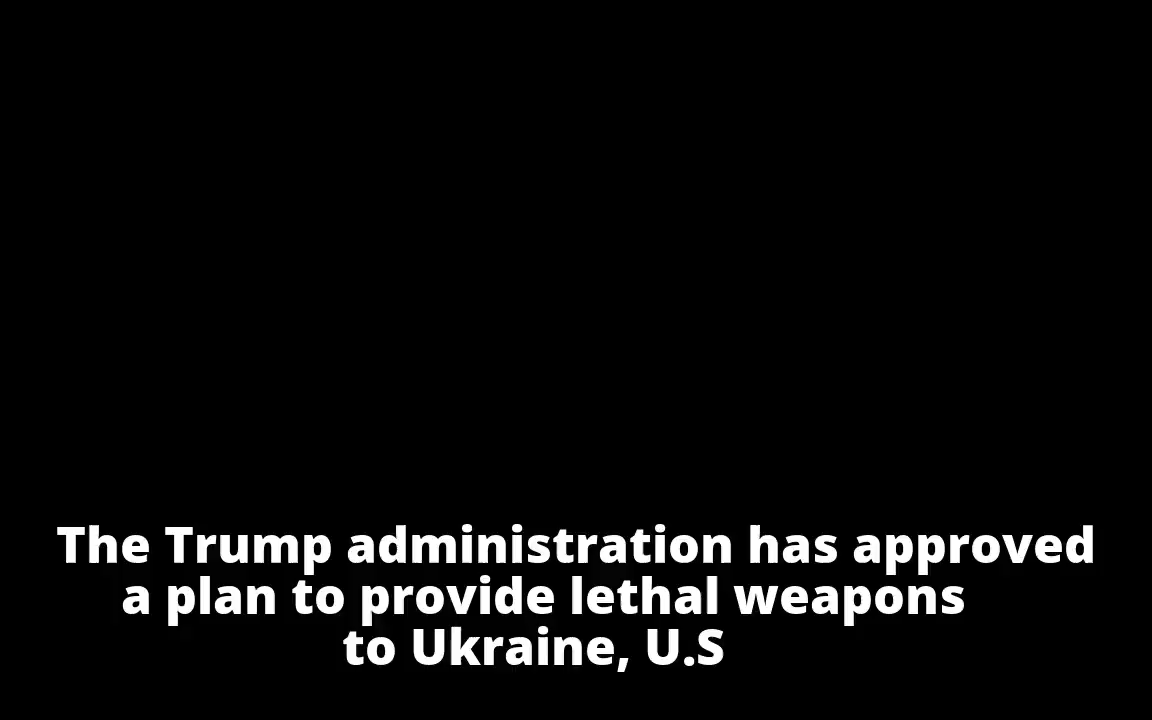 The Trump administration has approved
a plan to provide lethal weapons
to Ukraine, U.S